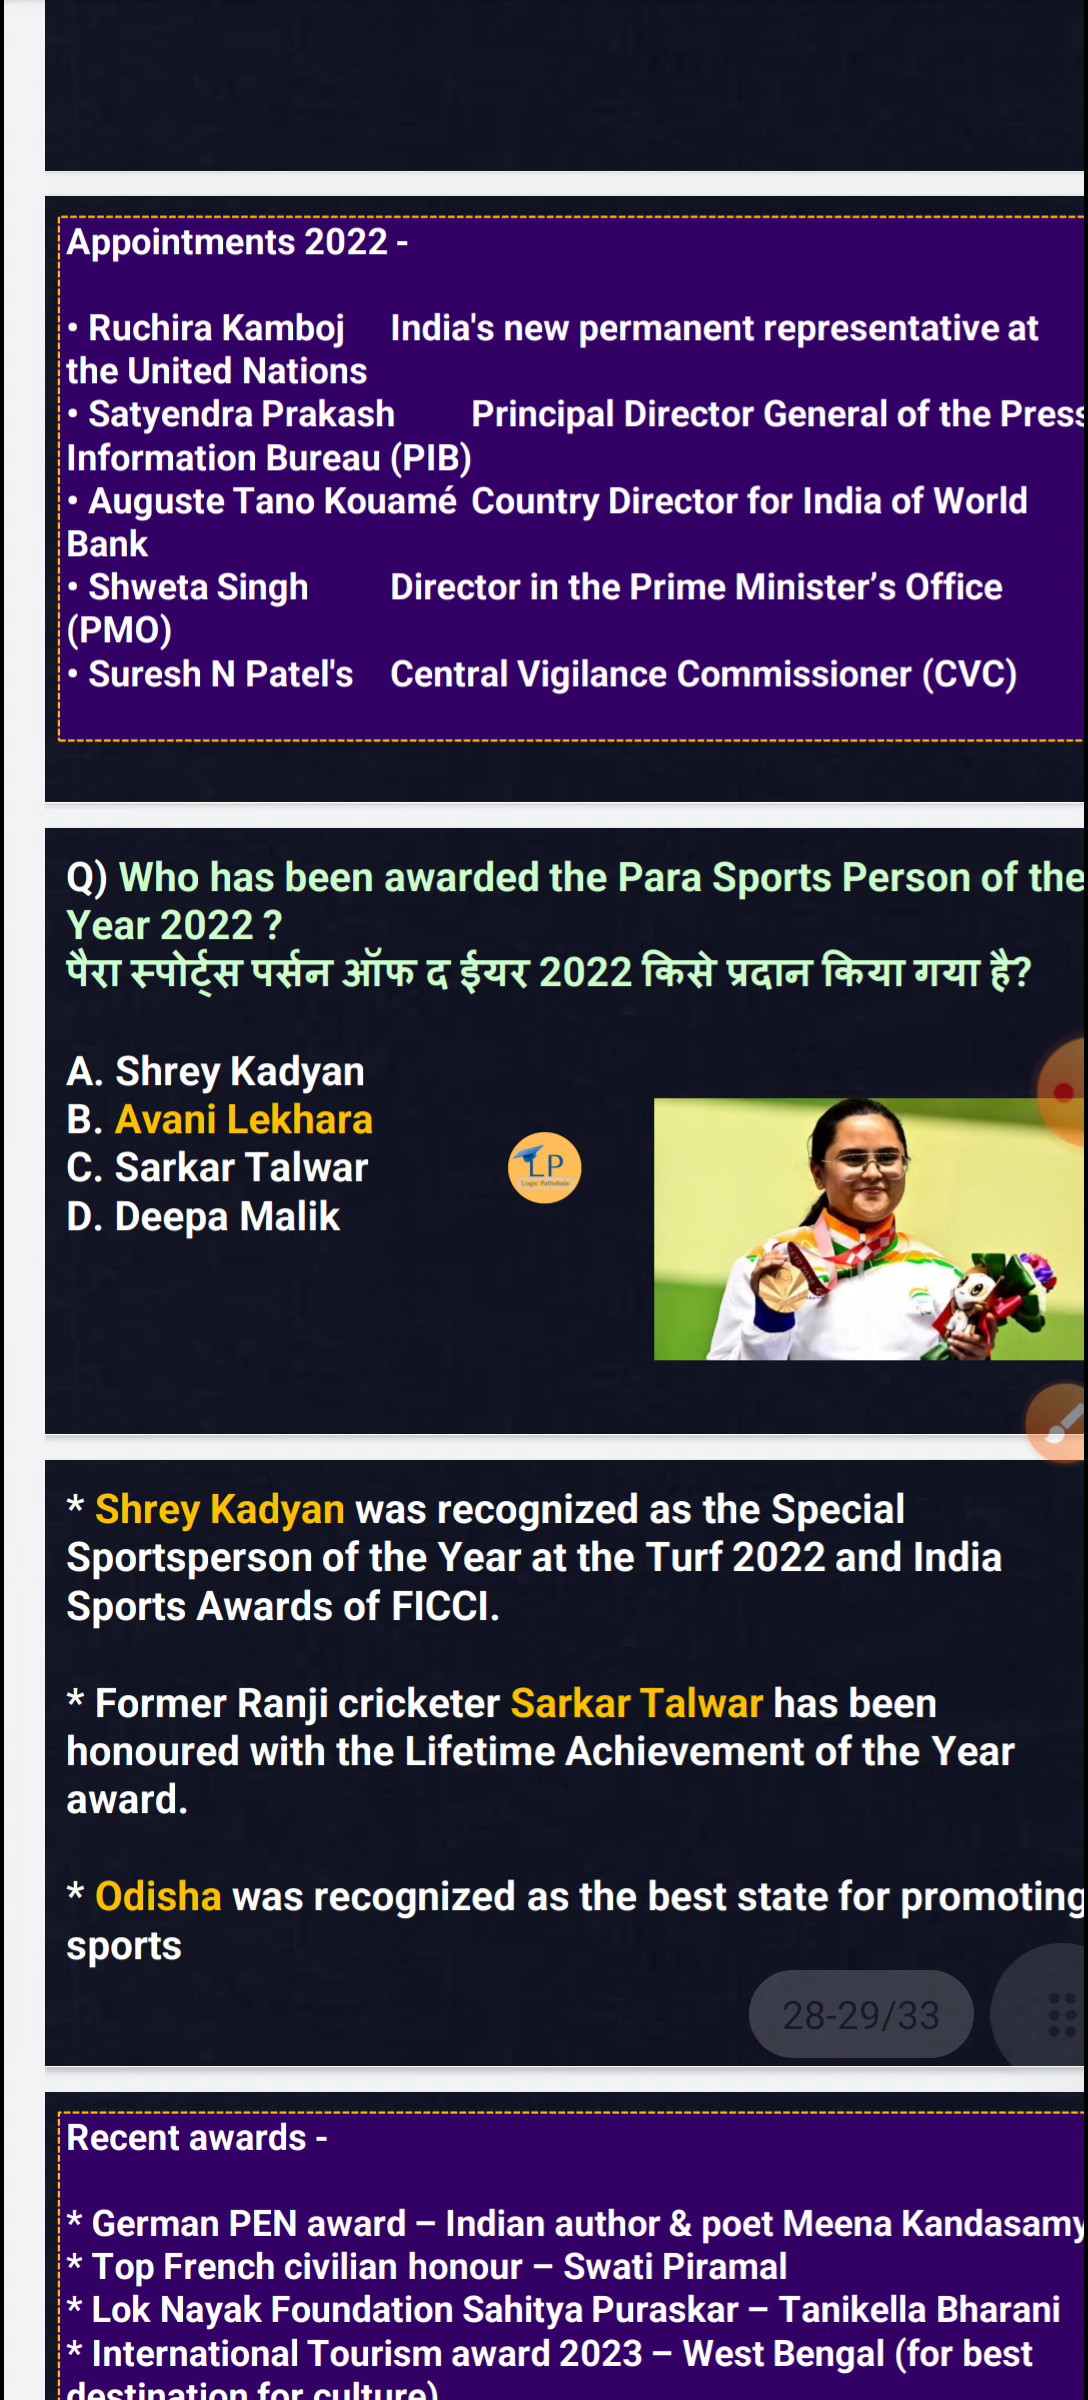 Appointments 2022 -
• Ruchira Kamboj India's new permanent representative at
the United Nations
• Satyendra Prakash Principal Director General of the Press
Information Bureau (PIB)
• Auguste Tano Kouamé Country Director for India of World
Bank
• Shweta Singh Director in the Prime Minister’s Office
(PMO)
• Suresh N Patel's Central Vigilance Commissioner (CVC)
Q) Who has been awarded the Para Sports Person of the
Year 2022 ?
पैरा स्पोर्ट्स पर्सन ऑफ द ईयर 2022 किसे प्रदान किया गया है?
A. Shrey Kadyan
B. Avani Lekhara
C. Sarkar Talwar
D. Deepa Malik
LP
Logic Pathshala
* Shrey Kadyan was recognized as the Special
Sportsperson of the Year at the Turf 2022 and India
Sports Awards of FICCI.
* Former Ranji cricketer Sarkar Talwar has been
honoured with the Lifetime Achievement of the Year
award.
* Odisha was recognized as the best state for promoting
sports
28-29/33
Recent awards -
* German PEN award – Indian author & poet Meena Kandasamy
* Top French civilian honour – Swati Piramal
* Lok Nayak Foundation Sahitya Puraskar – Tanikella Bharani
* International Tourism award 2023 – West Bengal (for best
destination for culture)